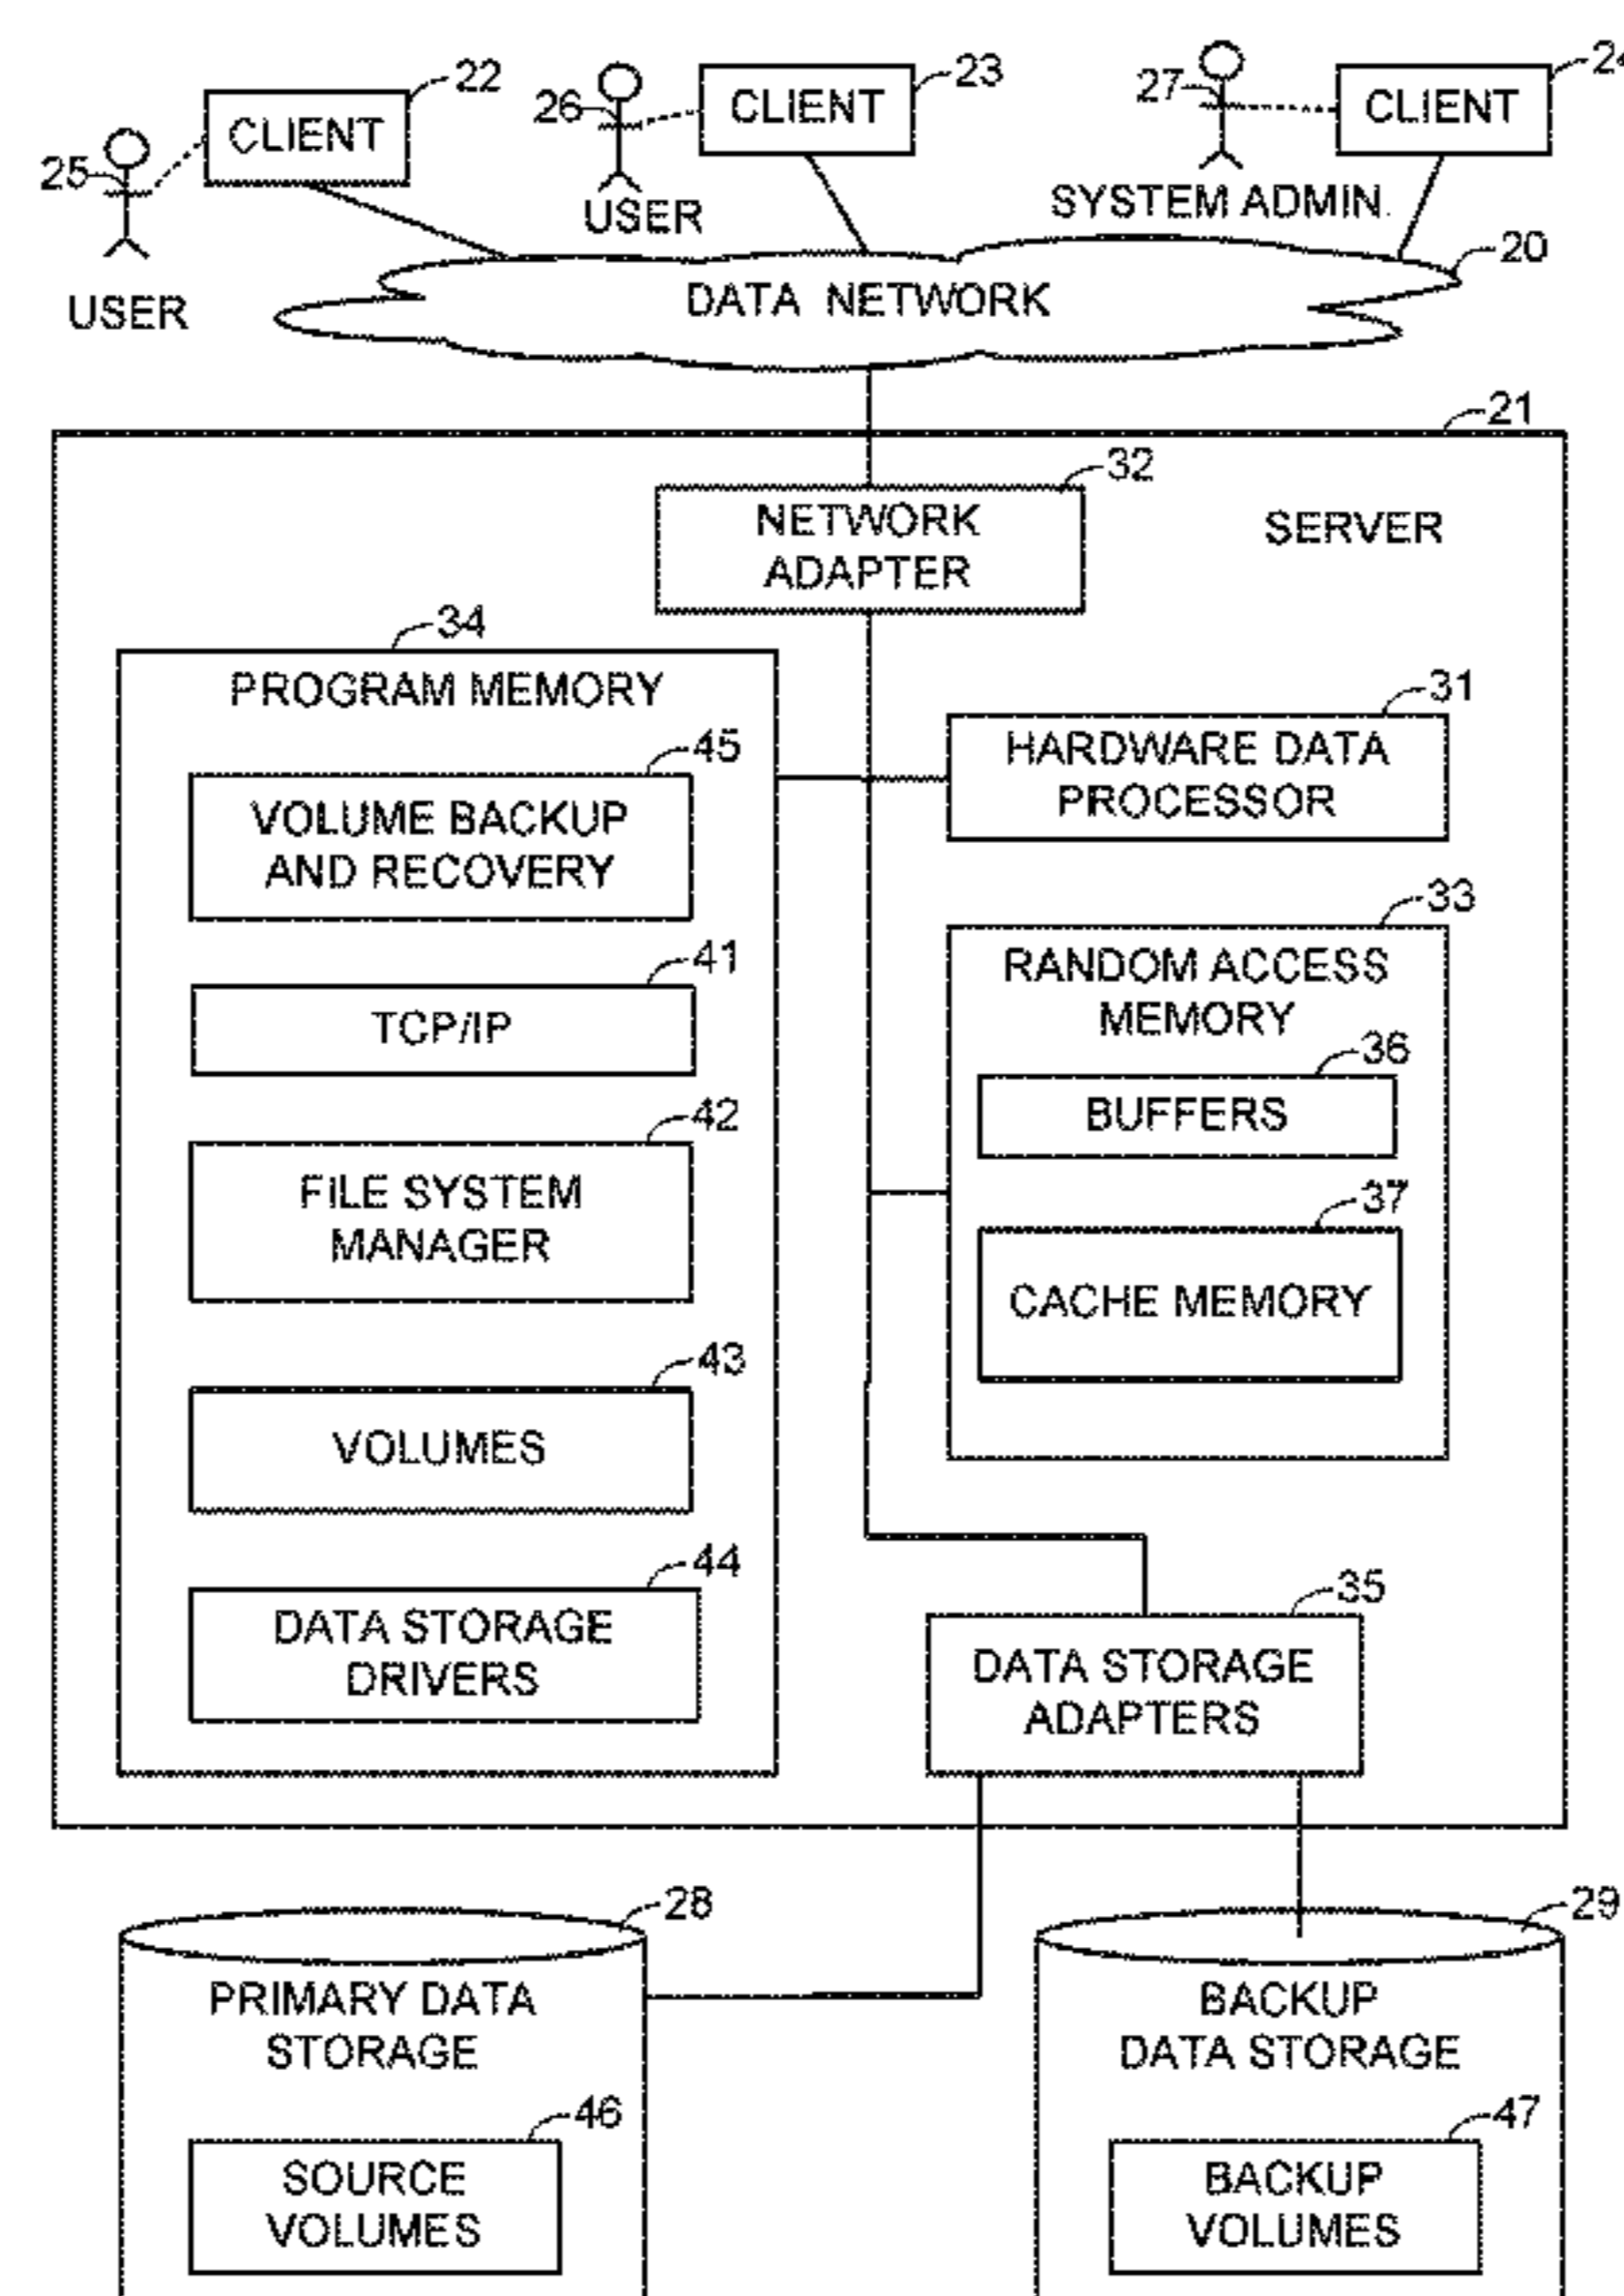 22
CLIENT
25
USER
26
USER
23
CLIENT
27
SYSTEM ADMIN.
24
CLIENT
20
DATA NETWORK
21
SERVER
32
NETWORK
ADAPTER
34
PROGRAM MEMORY
45
VOLUME BACKUP
AND RECOVERY
41
TCP/IP
42
FILE SYSTEM
MANAGER
43
VOLUMES
44
DATA STORAGE
DRIVERS
31
HARDWARE DATA
PROCESSOR
33
RANDOM ACCESS
MEMORY
36
BUFFERS
37
CACHE MEMORY
35
DATA STORAGE
ADAPTERS
28
PRIMARY DATA
STORAGE
46
SOURCE
VOLUMES
29
BACKUP
DATA STORAGE
47
BACKUP
VOLUMES